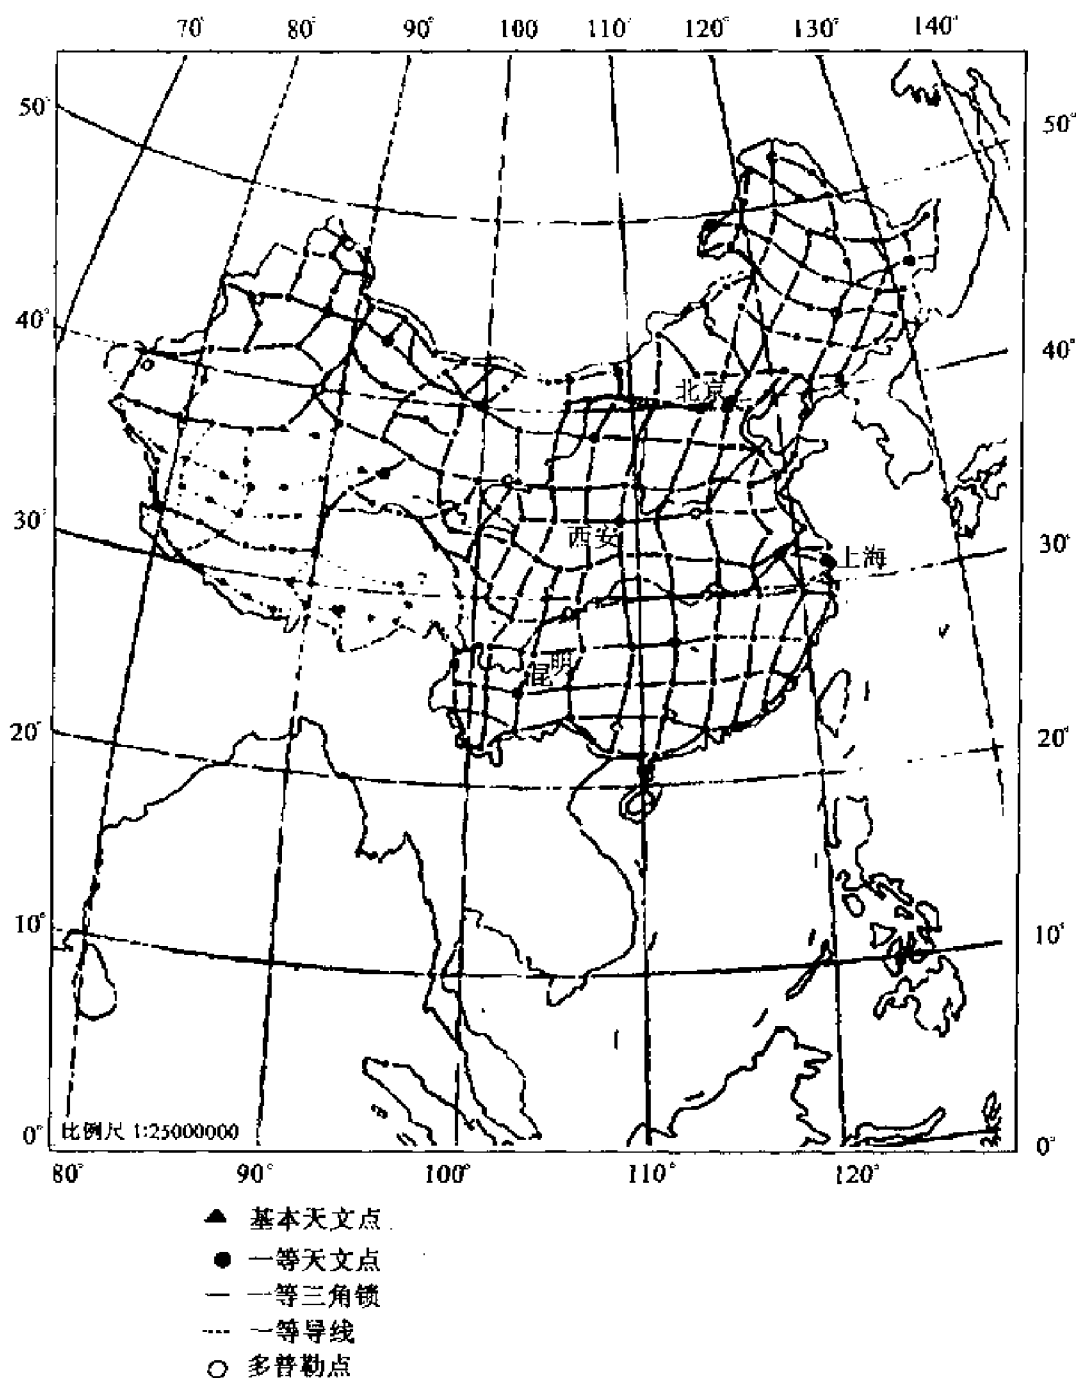 70° 80° 90° 100 110° 120° 130° 140°
50° 50°
40° 40°
北京
30° 30°
西安
上海
昆明
20° 20°
10° 10°
比例尺 1:25000000
0° 0°
80° 90° 100° 110° 120°
▲ 基本天文点
● 一等天文点
— 一等三角锁
---- 一等导线
○ 多普勒点